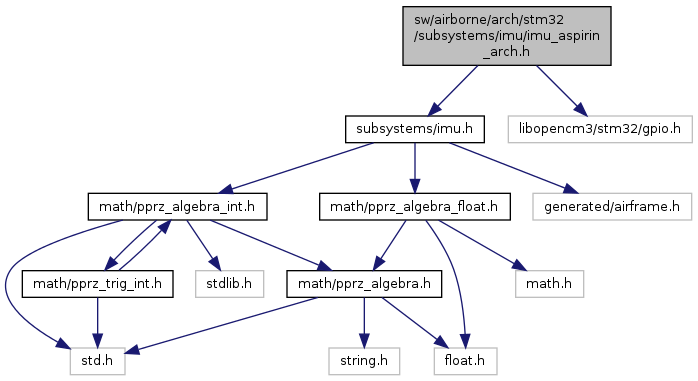 sw/airborne/arch/stm32
/subsystems/imu/imu_aspirin
_arch.h
subsystems/imu.h
libopencm3/stm32/gpio.h
math/pprz_algebra_int.h
math/pprz_algebra_float.h
generated/airframe.h
math/pprz_trig_int.h
stdlib.h
math/pprz_algebra.h
math.h
std.h
string.h
float.h